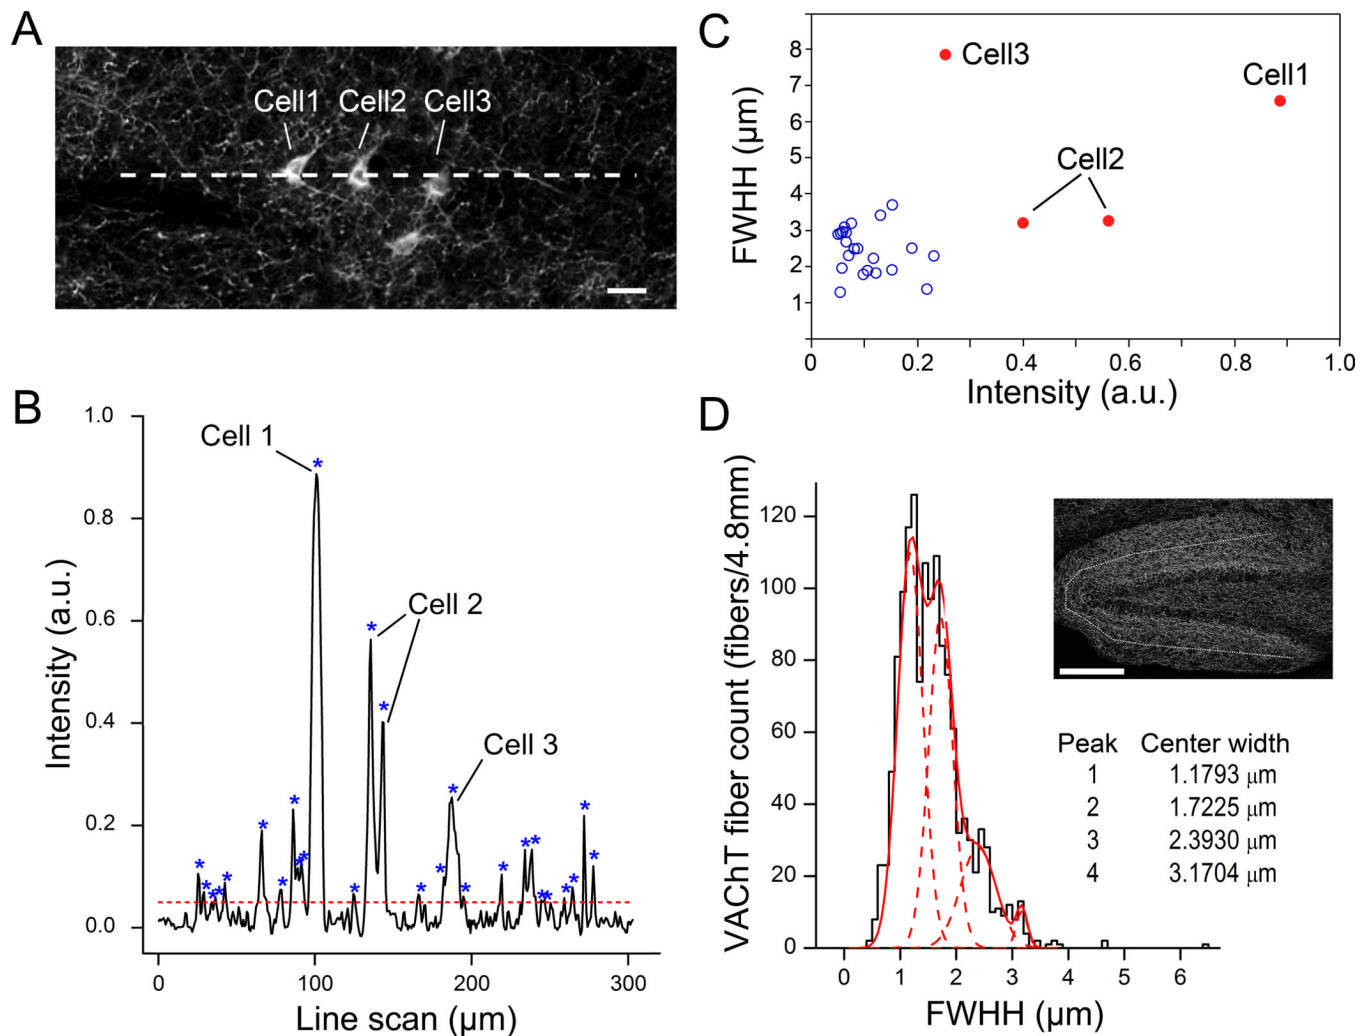 A
Cell1 Cell2 Cell3
B
Intensity (a.u.)
1.0
0.8
0.6
0.4
0.2
0.0
Cell 1
Cell 2
Cell 3
* * * * * * * * * * * * * * * * * * * * * * * * * *
0 100 200 300
Line scan (µm)
C
FWHH (µm)
8
7
6
5
4
3
2
1
Cell3
Cell1
Cell2
0 0.2 0.4 0.6 0.8 1.0
Intensity (a.u.)
D
VAChT fiber count (fibers/4.8mm)
120
100
80
60
40
20
0
0 1 2 3 4 5 6
FWHH (µm)
Peak Center width
1 1.1793 µm
2 1.7225 µm
3 2.3930 µm
4 3.1704 µm